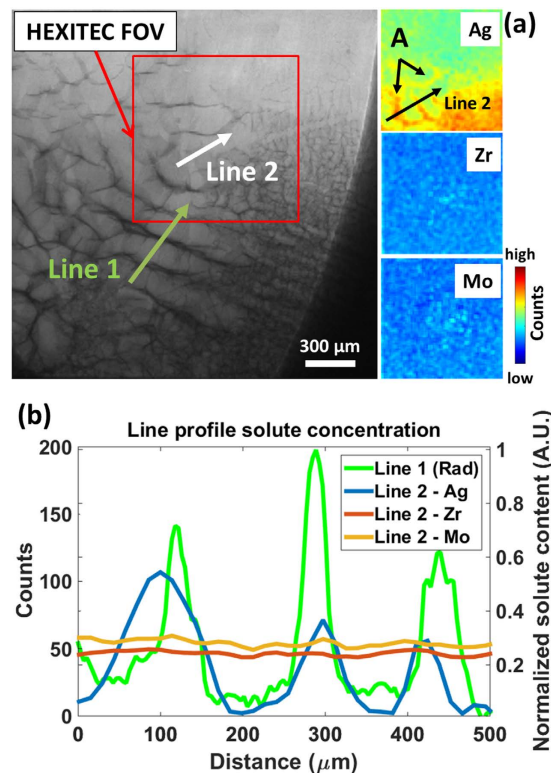 HEXITEC FOV
Line 2
Line 1
300 µm
(a)
Ag
A
Line 2
Zr
Mo
high
Counts
low
(b)
Line profile solute concentration
Line 1 (Rad)
Line 2 - Ag
Line 2 - Zr
Line 2 - Mo
Counts
200
150
100
50
0
Normalized solute content (A.U.)
1
0.8
0.6
0.4
0.2
0 100 200 300 400 500
Distance (μm)